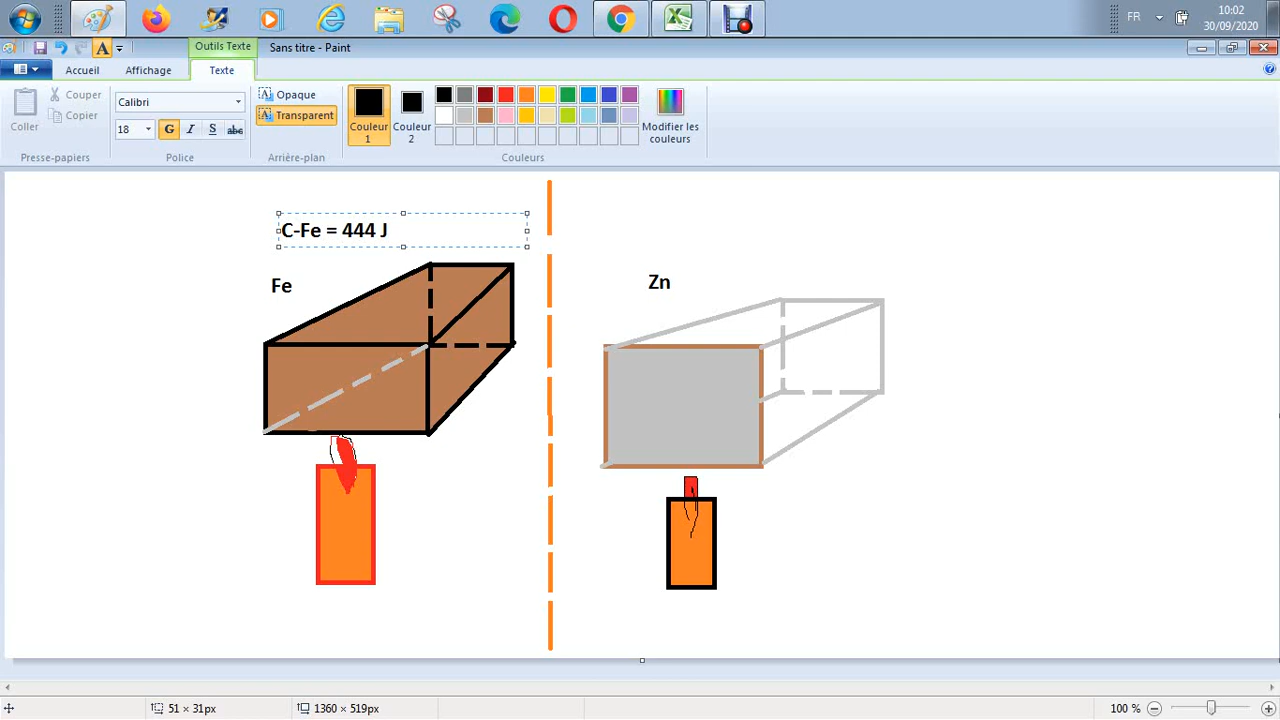 FR
10:02
30/09/2020
Outils Texte
Sans titre - Paint
Accueil
Affichage
Texte
Coller
Couper
Copier
Presse-papiers
Calibri
18
G I S abc
Police
Opaque
Transparent
Arrière-plan
Couleur 1
Couleur 2
Modifier les couleurs
Couleurs
C-Fe = 444 J
Fe
Zn
51 × 31px
1360 × 519px
100 %